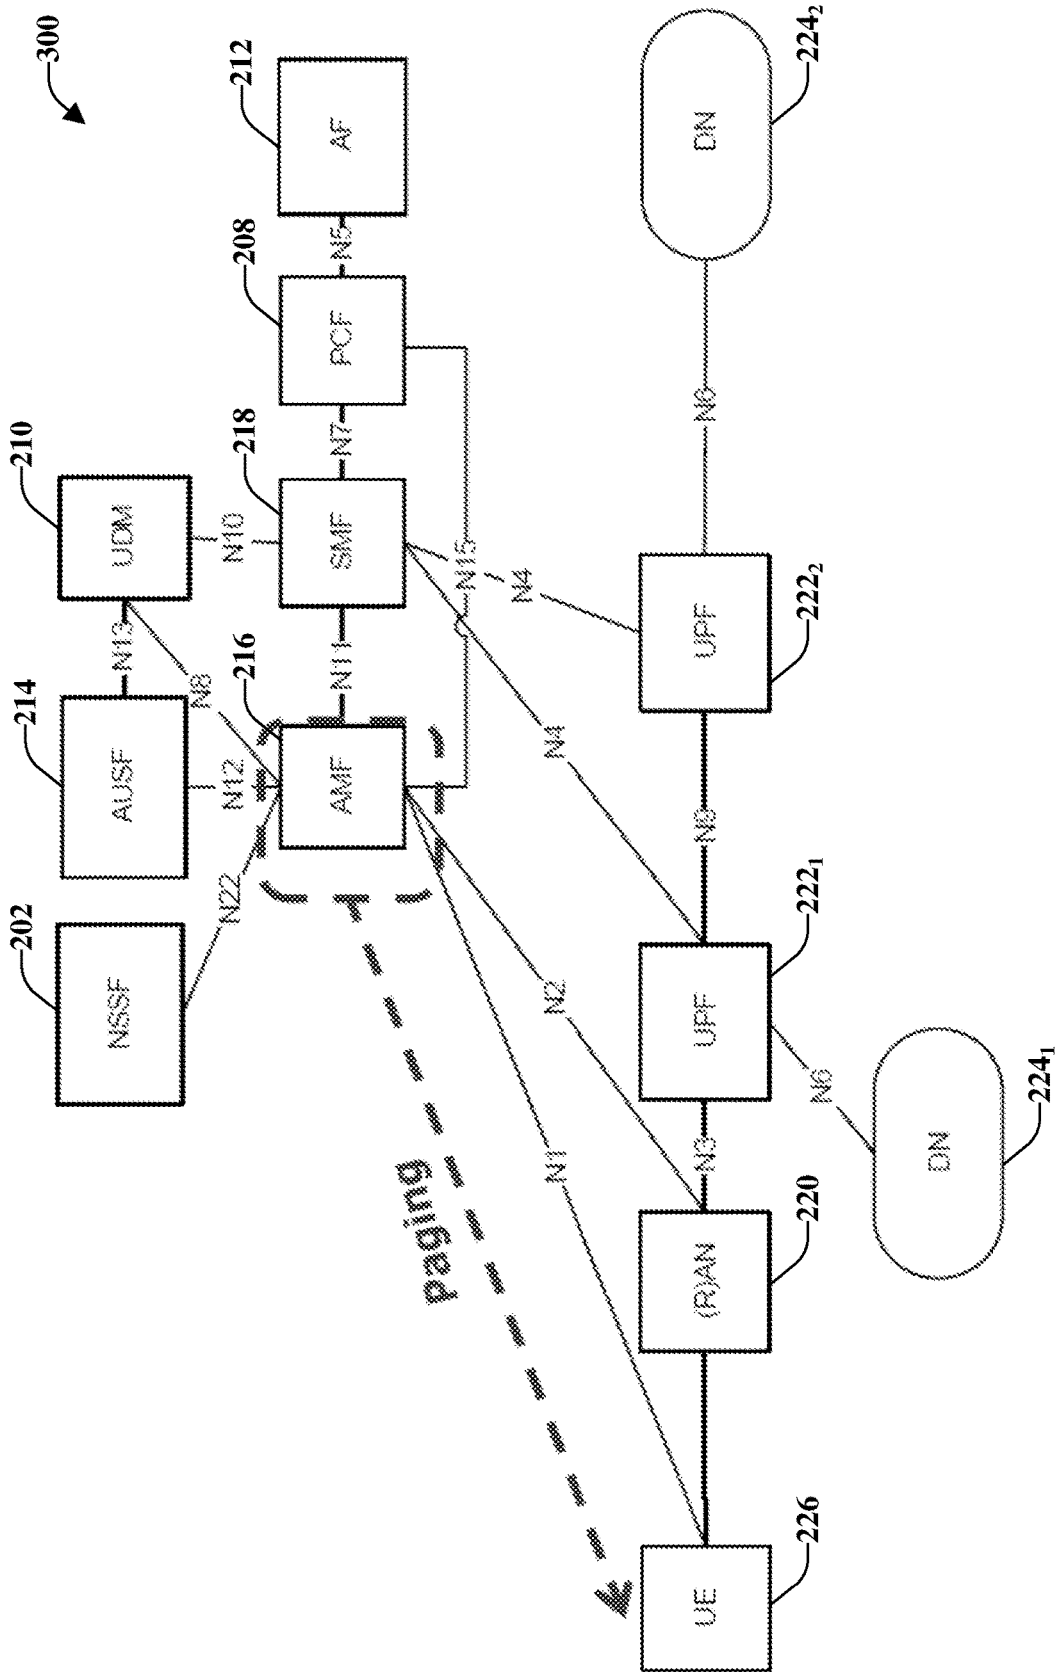 300
202
NSSF
214
AUSF
210
UDM
N13
N22
N12
N8
N10
216
AMF
N11
218
SMF
N7
208
PCF
N5
212
AF
paging
N1
N2
N4
N4
N15
UE
226
(R)AN
220
N3
UPF
222₁
N9
UPF
222₂
N6
DN
224₂
N6
DN
224₁